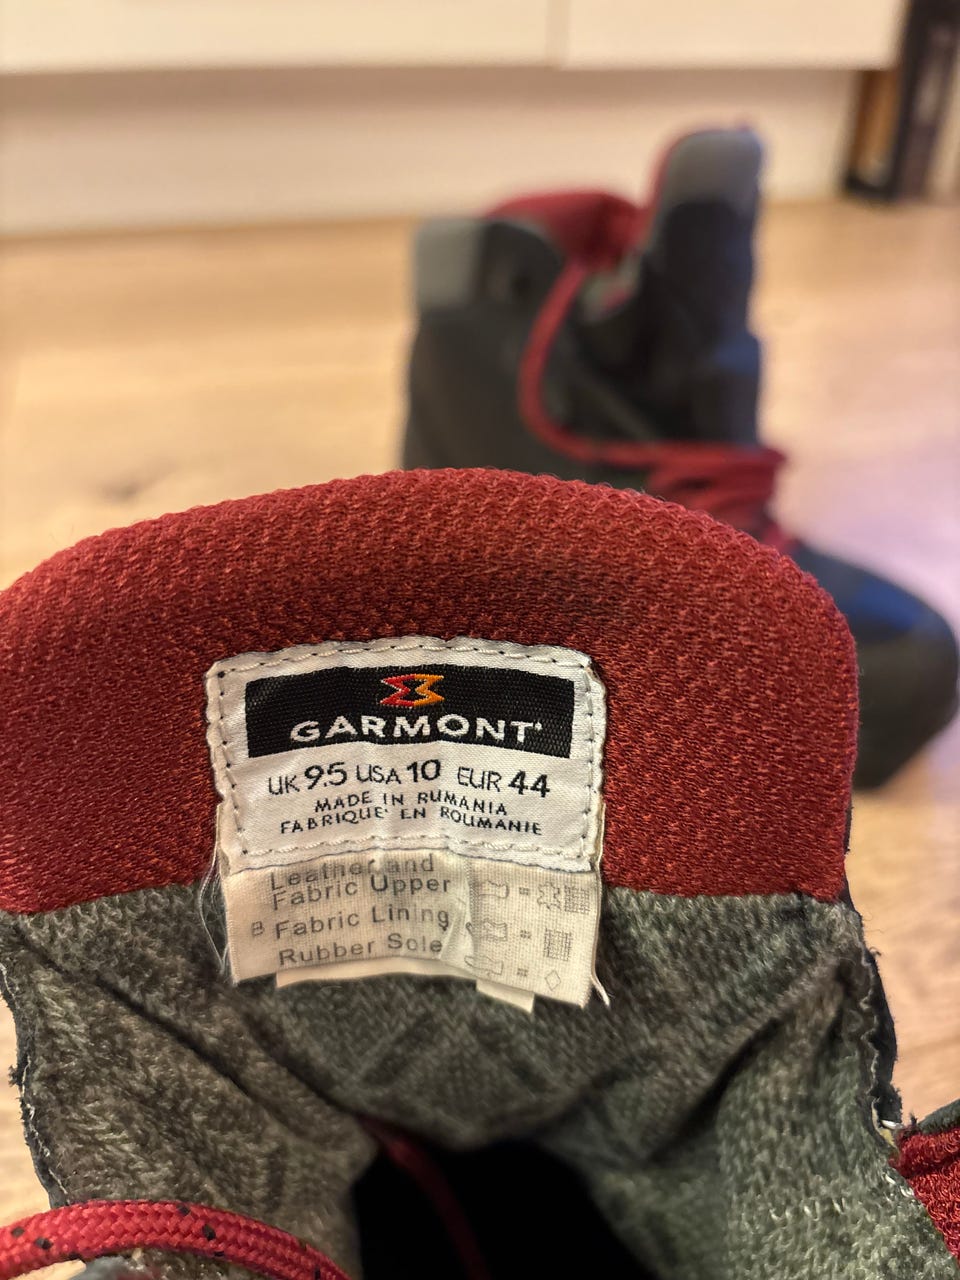 GARMONT
UK 9.5 USA 10 EUR 44
MADE IN RUMANIA
FABRIQUE' EN ROUMANIE
Leather and
Fabric Upper
B Fabric Lining
Rubber Sole